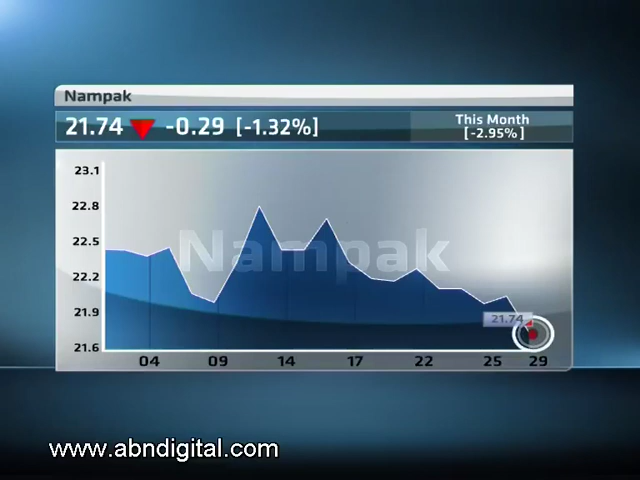 Nampak
21.74 -0.29 [-1.32%]
This Month
[-2.95%]
23.1
22.8
22.5
22.2
21.9
21.6
Nampak
21.74
04 09 14 17 22 25 29
www.abndigital.com